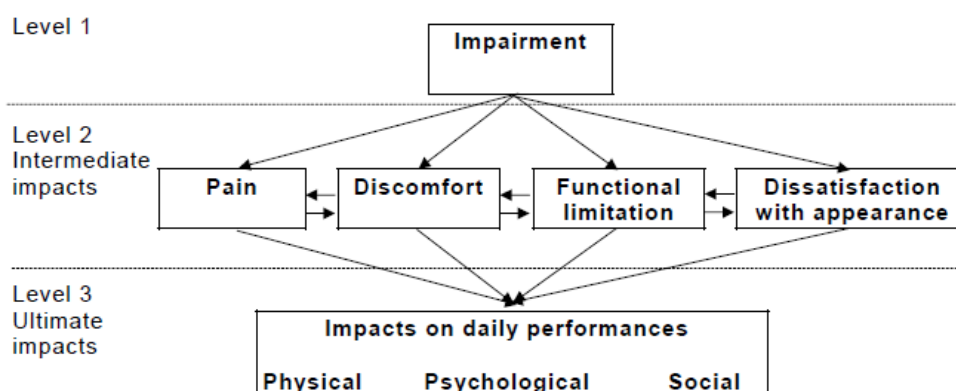 Level 1
Impairment
Level 2
Intermediate
impacts
Pain
Discomfort
Functional
limitation
Dissatisfaction
with appearance
Level 3
Ultimate
impacts
Impacts on daily performances
Physical Psychological Social